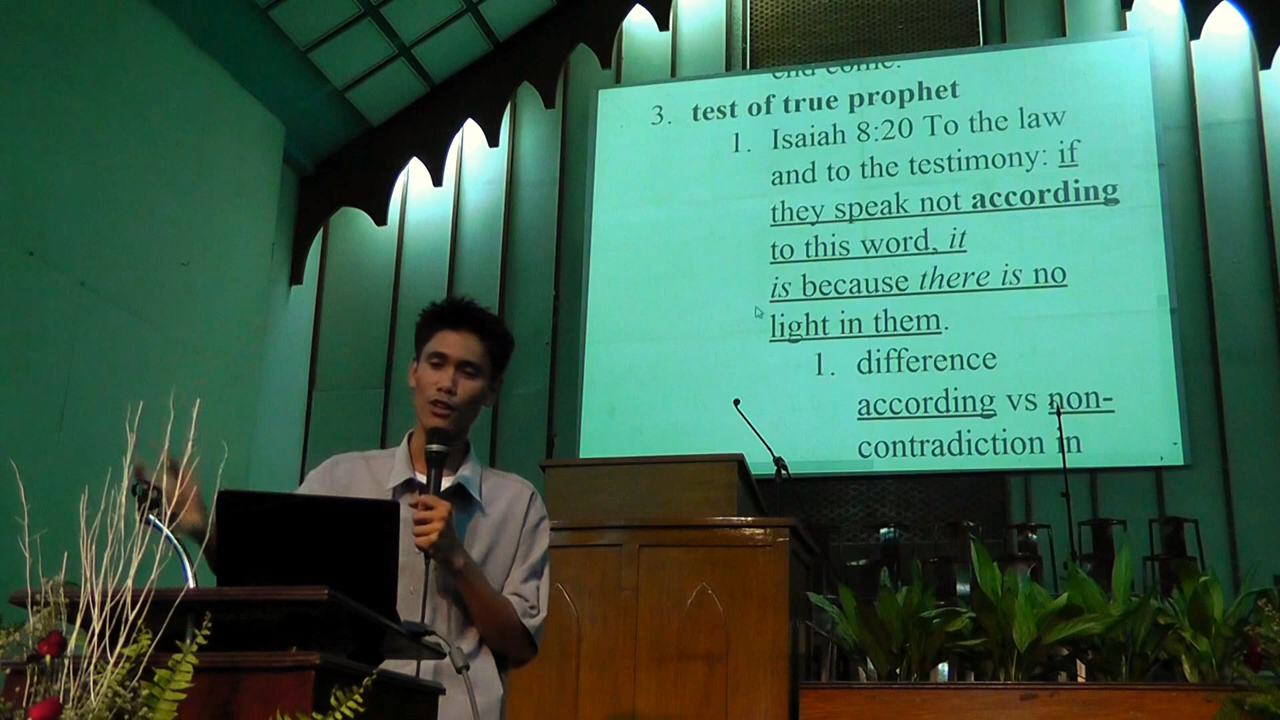 end come.
3. test of true prophet
1. Isaiah 8:20 To the law
and to the testimony: if
they speak not according
to this word, it
is because there is no
light in them.
1. difference
according vs non-
contradiction in